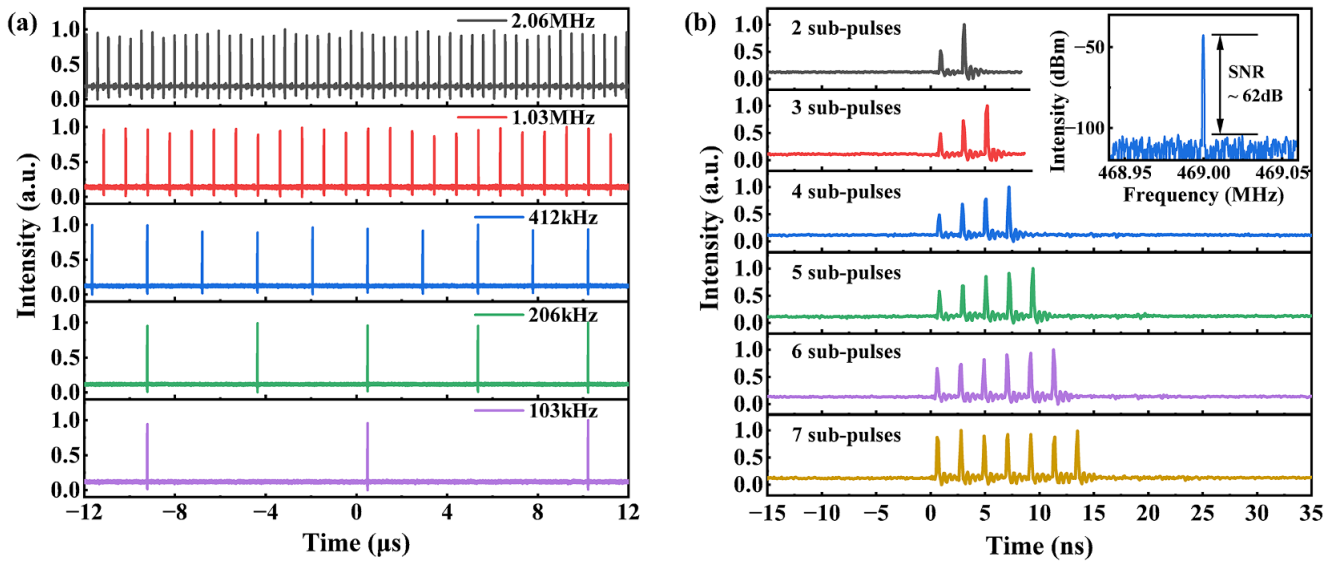 (a)
2.06MHz
1.0
0.5
0.0
1.03MHz
1.0
0.5
0.0
412kHz
1.0
0.5
0.0
206kHz
1.0
0.5
0.0
103kHz
1.0
0.5
0.0
Intensity (a.u.)
−12 −8 −4 0 4 8 12
Time (μs)
(b)
2 sub-pulses
1.0
0.5
0.0
3 sub-pulses
1.0
0.5
0.0
4 sub-pulses
1.0
0.5
0.0
5 sub-pulses
1.0
0.5
0.0
6 sub-pulses
1.0
0.5
0.0
7 sub-pulses
1.0
0.5
0.0
Intensity (a.u.)
−15 −10 −5 0 5 10 15 20 25 30 35
Time (ns)
Intensity (dBm)
−50
−100
SNR
~ 62dB
468.95 469.00 469.05
Frequency (MHz)